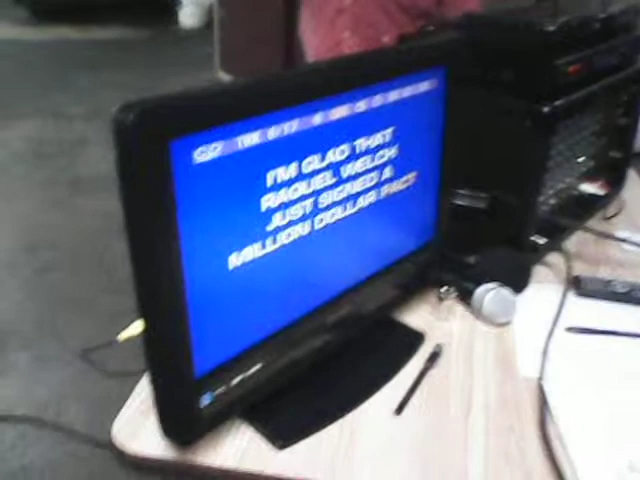 I'M GLAD THAT
RAQUEL WELCH
JUST SIGNED A
MILLION DOLLAR PACT